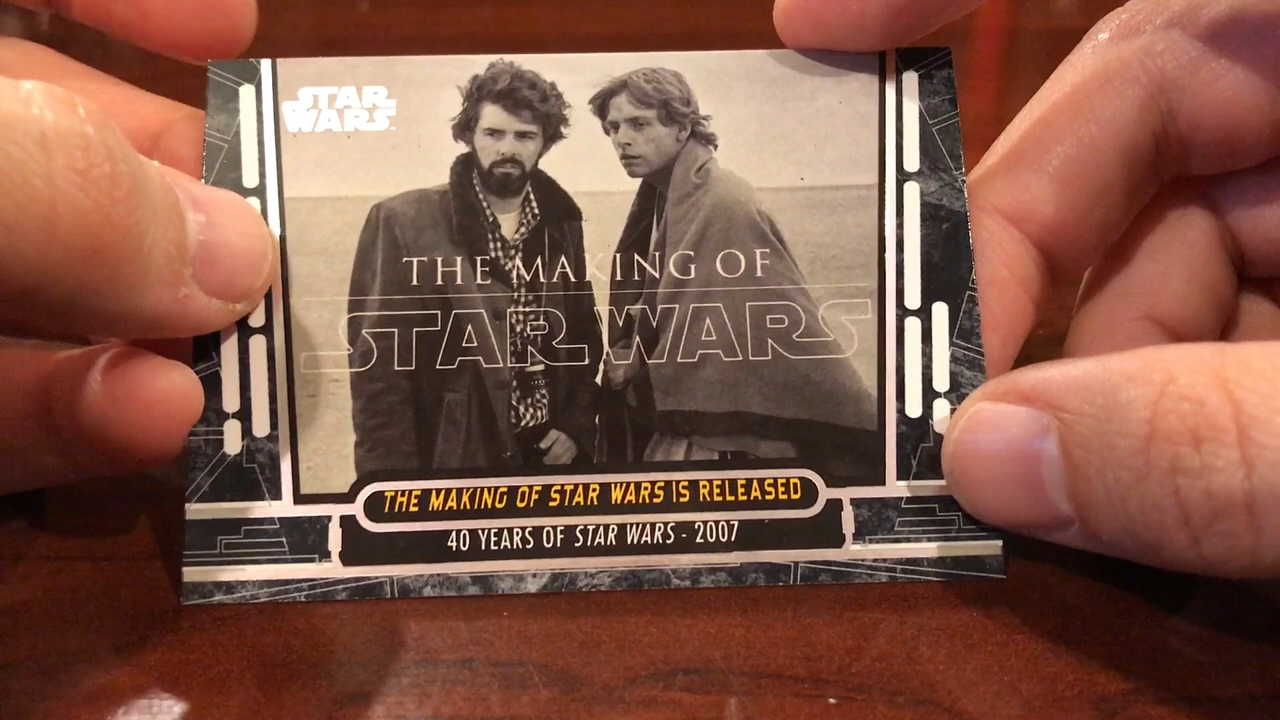 STAR
WARS
THE MAKING OF
STAR WARS
THE MAKING OF STAR WARS IS RELEASED
40 YEARS OF STAR WARS - 2007